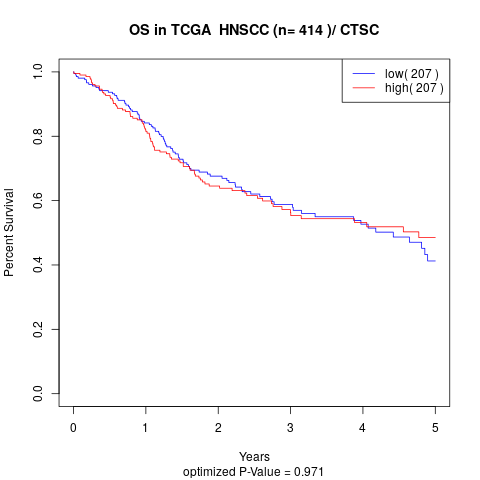 OS in TCGA  HNSCC (n= 414 )/ CTSC
low( 207 )
high( 207 )
Percent Survival
1.0
0.8
0.6
0.4
0.2
0.0
0 1 2 3 4 5
Years
optimized P-Value = 0.971